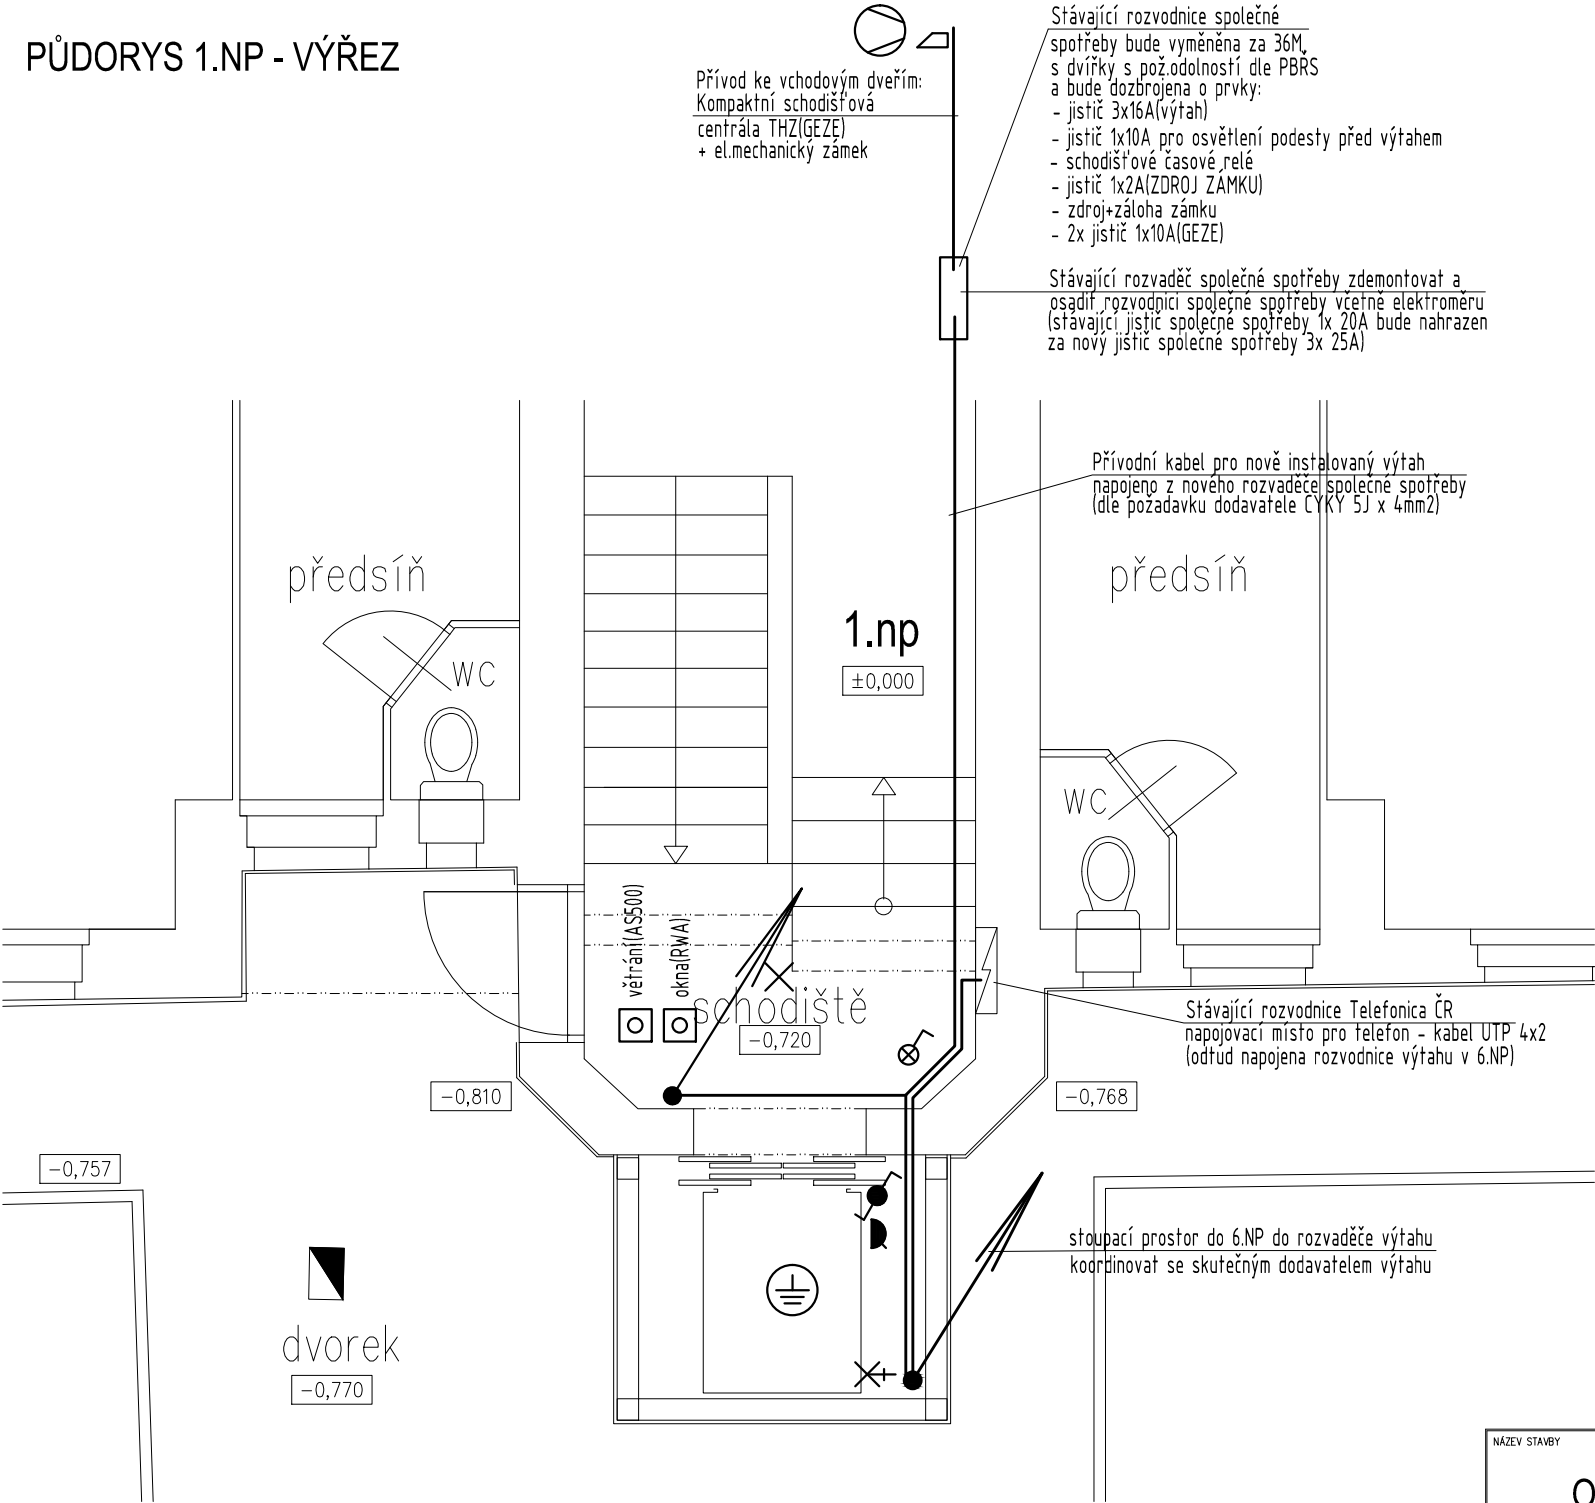 PŮDORYS 1.NP - VÝŘEZ
Přívod ke vchodovým dveřím:
Kompaktní schodišťová
centrála THZ(GEZE)
+ el.mechanický zámek
Stávající rozvodnice společné
spotřeby bude vyměněna za 36M,
s dvířky s pož.odolností dle PBŘS
a bude dozbrojena o prvky:
- jistič 3x16A(výtah)
- jistič 1x10A pro osvětlení podesty před výtahem
- schodišťové časové relé
- jistič 1x2A(ZDROJ ZÁMKU)
- zdroj+záloha zámku
- 2x jistič 1x10A(GEZE)
Stávající rozvaděč společné spotřeby zdemontovat a
osadit rozvodnici společné spotřeby včetně elektroměru
(stávající jistič společné spotřeby 1x 20A bude nahrazen
za nový jistič společné spotřeby 3x 25A)
Přívodní kabel pro nově instalovaný výtah
napojeno z nového rozvaděče společné spotřeby
(dle požadavku dodavatele CYKY 5J x 4mm2)
předsíň
předsíň
1.np
±0,000
WC
WC
větrání(AS500)
okna(RWA)
schodiště
-0,720
Stávající rozvodnice Telefonica ČR
napojovací místo pro telefon - kabel UTP 4x2
(odtud napojena rozvodnice výtahu v 6.NP)
-0,810
-0,768
-0,757
stoupací prostor do 6.NP do rozvaděče výtahu
koordinovat se skutečným dodavatelem výtahu
dvorek
-0,770
NÁZEV STAVBY